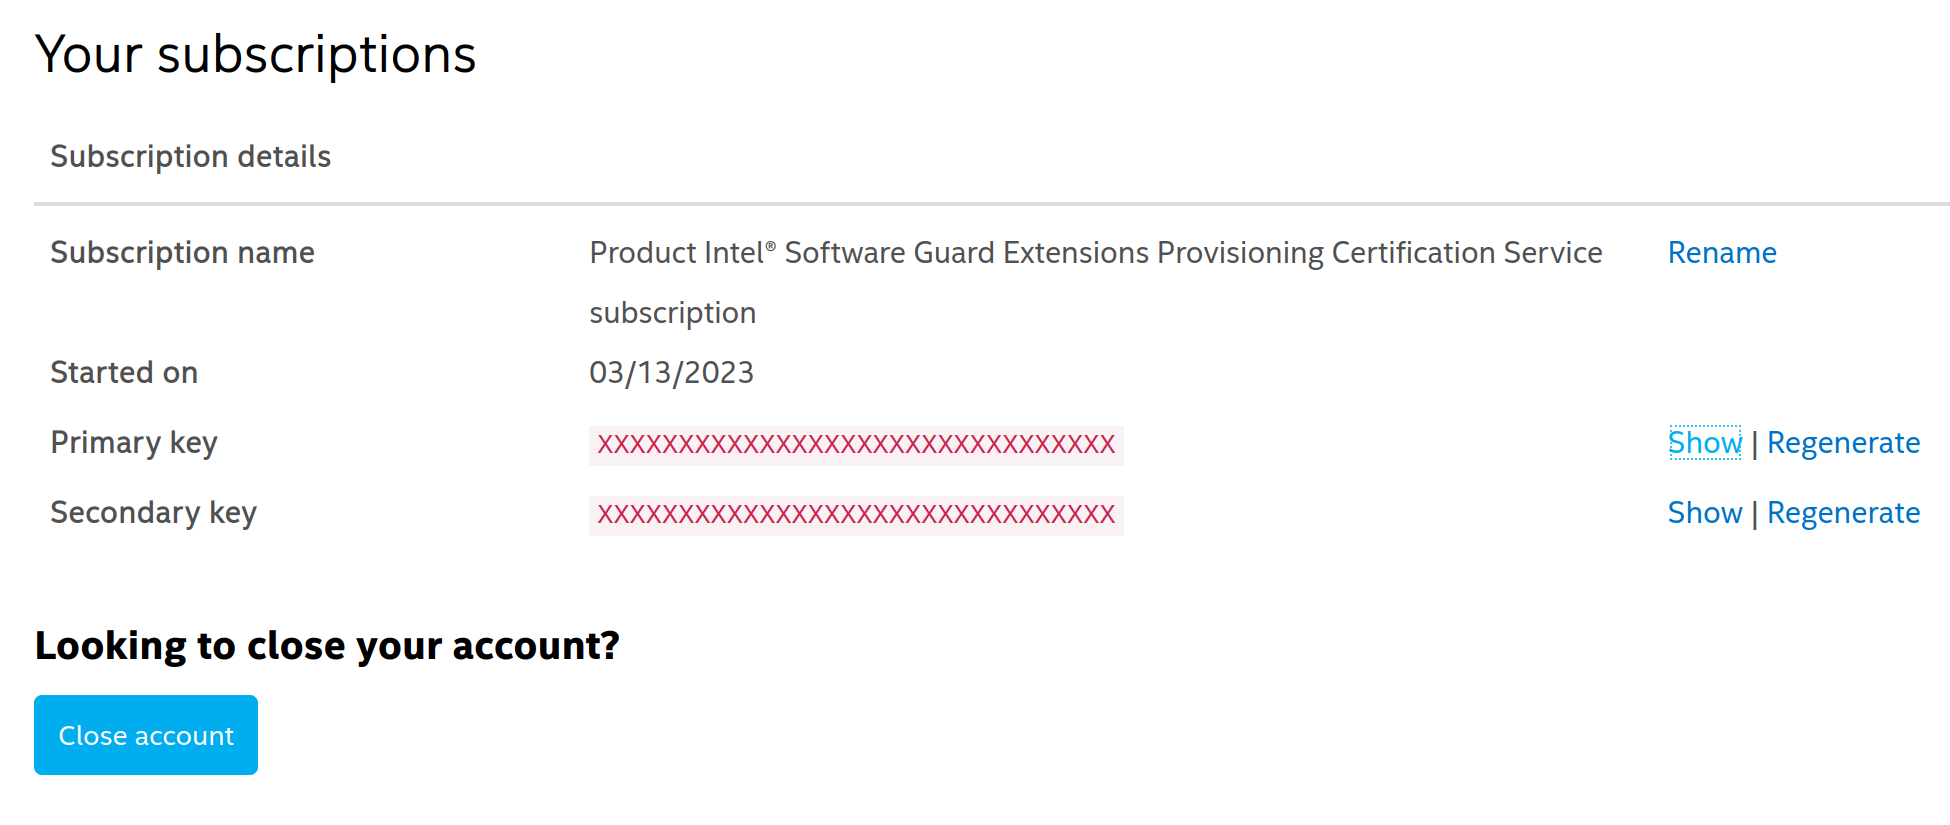 Your subscriptions
Subscription details
Subscription name Product Intel® Software Guard Extensions Provisioning Certification Service Rename
subscription
Started on 03/13/2023
Primary key XXXXXXXXXXXXXXXXXXXXXXXXXXXXXXXX Show | Regenerate
Secondary key XXXXXXXXXXXXXXXXXXXXXXXXXXXXXXXX Show | Regenerate
Looking to close your account?
Close account